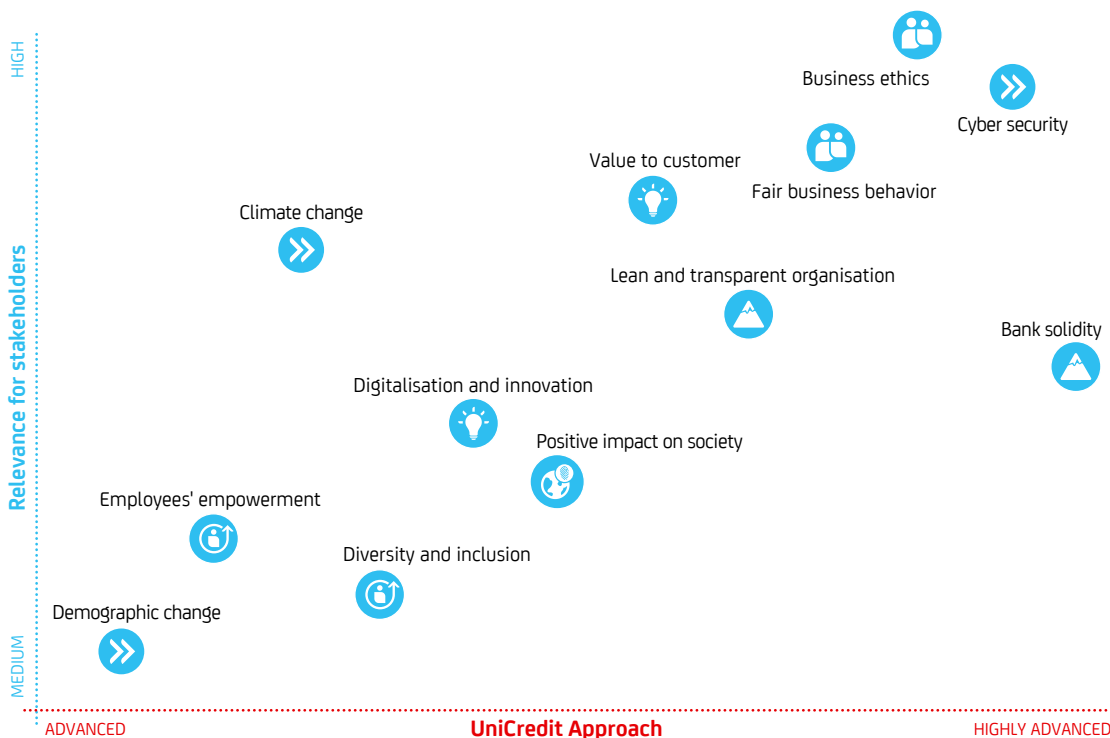 HIGH
Business ethics
Cyber security
Value to customer
Fair business behavior
Climate change
Lean and transparent organisation
Bank solidity
Relevance for stakeholders
Digitalisation and innovation
Positive impact on society
Employees' empowerment
Diversity and inclusion
Demographic change
MEDIUM
ADVANCED
UniCredit Approach
HIGHLY ADVANCED